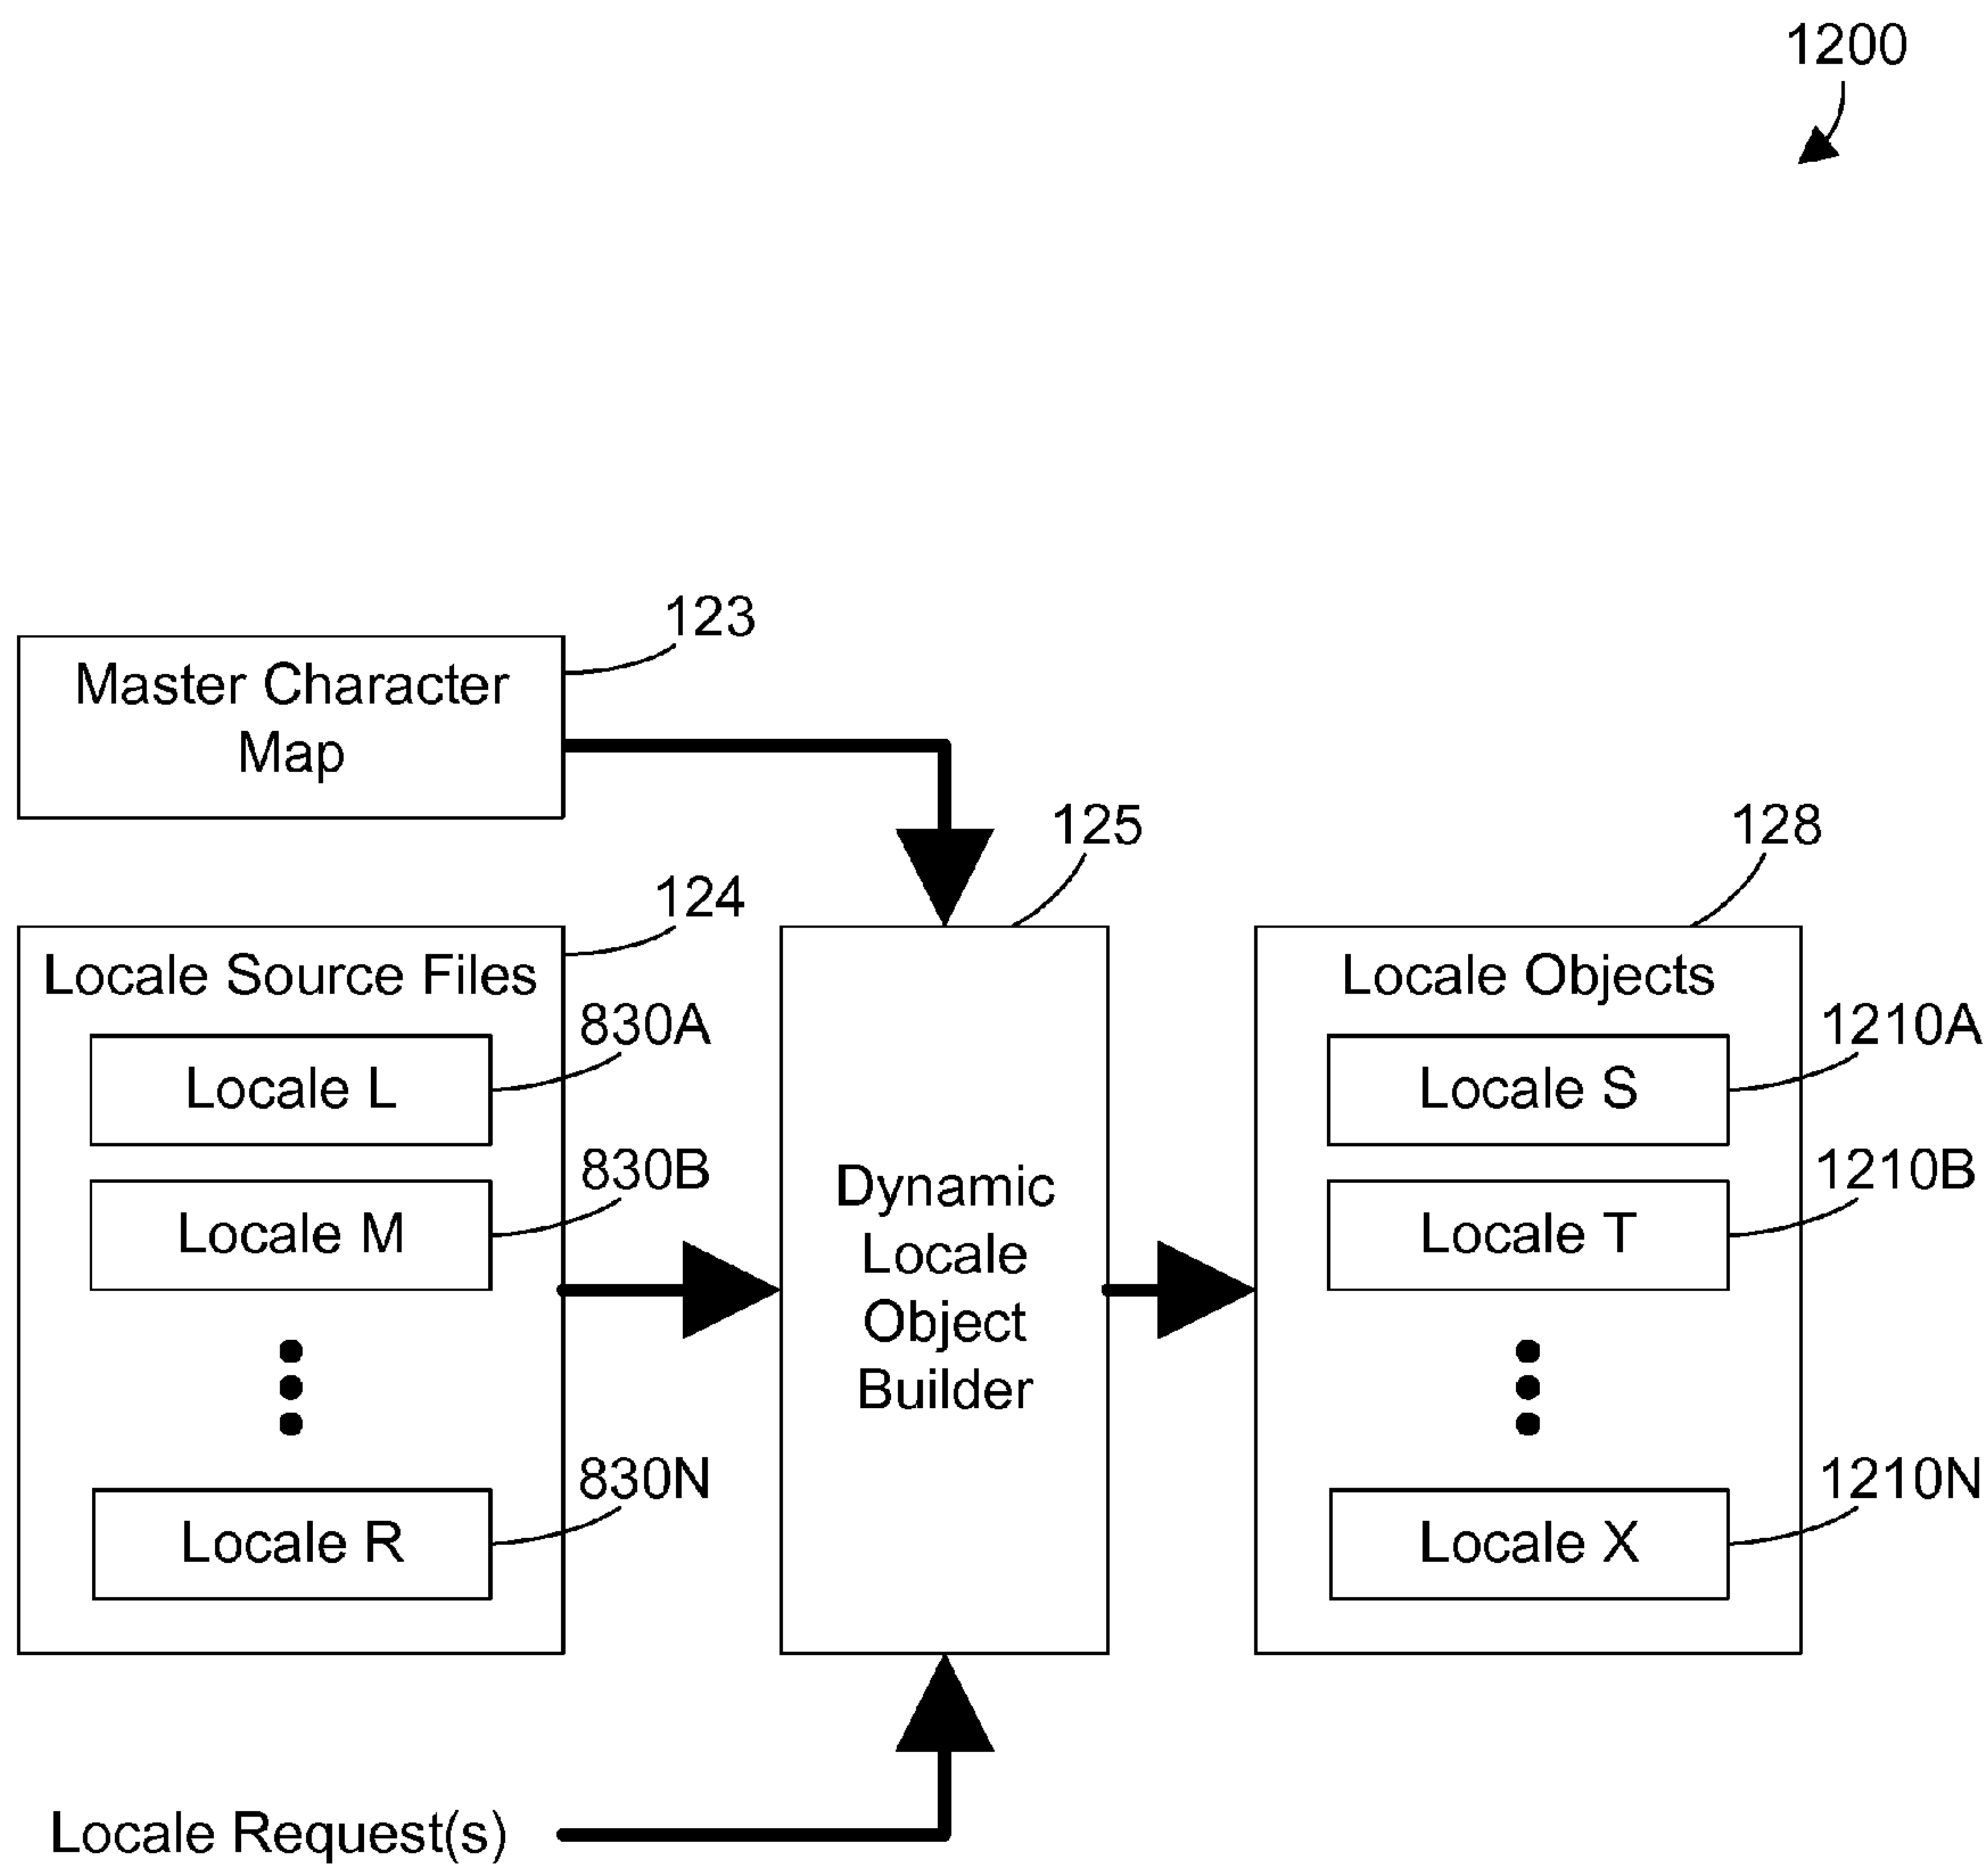 1200
123
Master Character
Map
125
128
124
Locale Source Files
830A
Locale L
830B
Locale M
830N
Locale R
Dynamic
Locale
Object
Builder
Locale Objects
1210A
Locale S
1210B
Locale T
1210N
Locale X
Locale Request(s)